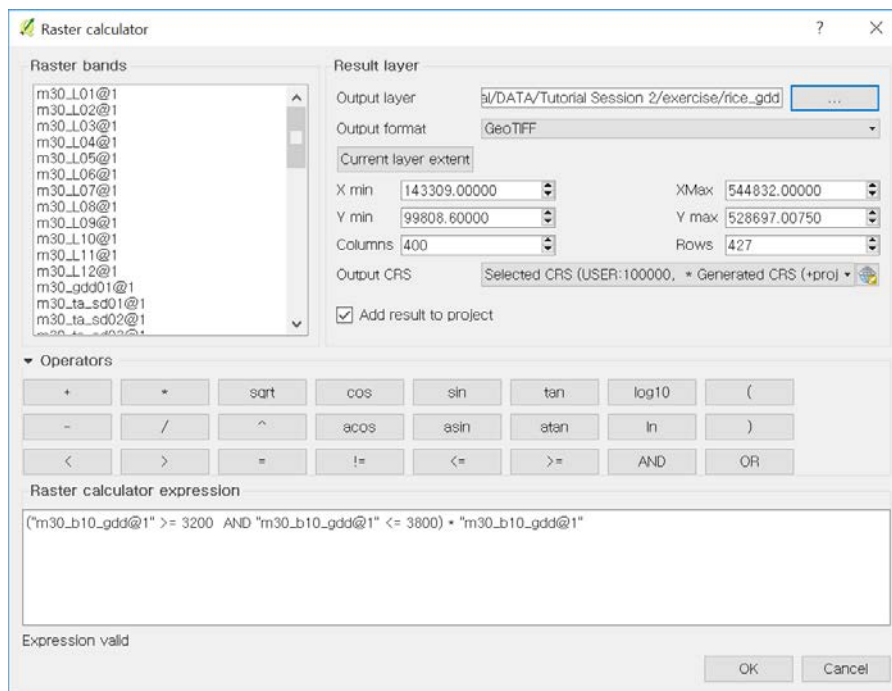 Raster calculator
?
Raster bands
m30_L01@1
m30_L02@1
m30_L03@1
m30_L04@1
m30_L05@1
m30_L06@1
m30_L07@1
m30_L08@1
m30_L09@1
m30_L10@1
m30_L11@1
m30_L12@1
m30_gdd01@1
m30_ta_sd01@1
m30_ta_sd02@1
Result layer
Output layer al/DATA/Tutorial Session 2/exercise/rice_gdd ...
Output format GeoTIFF
Current layer extent
X min 143309.00000 XMax 544832.00000
Y min 99808.60000 Y max 528697.00750
Columns 400 Rows 427
Output CRS Selected CRS (USER:100000, * Generated CRS (+proj
Add result to project
Operators
+ * sqrt cos sin tan log10 (
- / ^ acos asin atan ln )
< > = != <= >= AND OR
Raster calculator expression
("m30_b10_gdd@1" >= 3200 AND "m30_b10_gdd@1" <= 3800) * "m30_b10_gdd@1"
Expression valid
OK Cancel